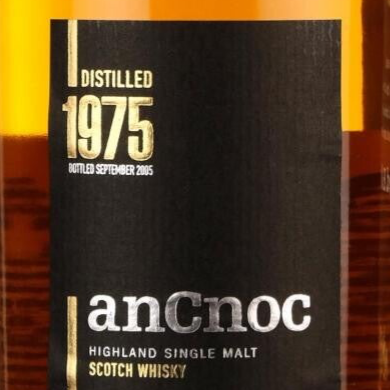 DISTILLED
1975
BOTTLED SEPTEMBER 2005
anCnoc
HIGHLAND SINGLE MALT
SCOTCH WHISKY